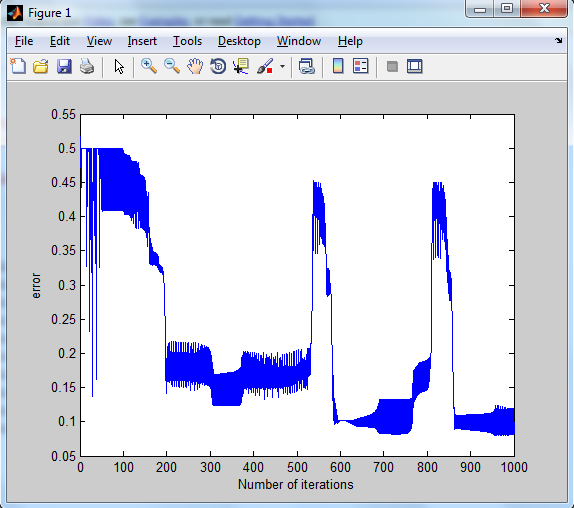 Figure 1
File Edit View Insert Tools Desktop Window Help
0.55
0.5
0.45
0.4
0.35
0.3
0.25
0.2
0.15
0.1
0.05
error
0 100 200 300 400 500 600 700 800 900 1000
Number of iterations